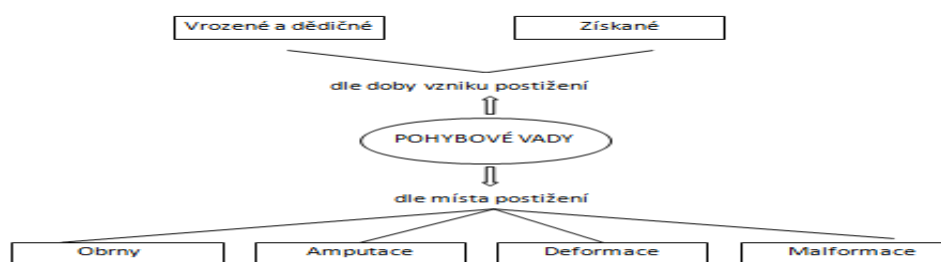 Vrozené a dědičné Získané
dle doby vzniku postižení
POHYBOVÉ VADY
dle místa postižení
Obrny Amputace Deformace Malformace